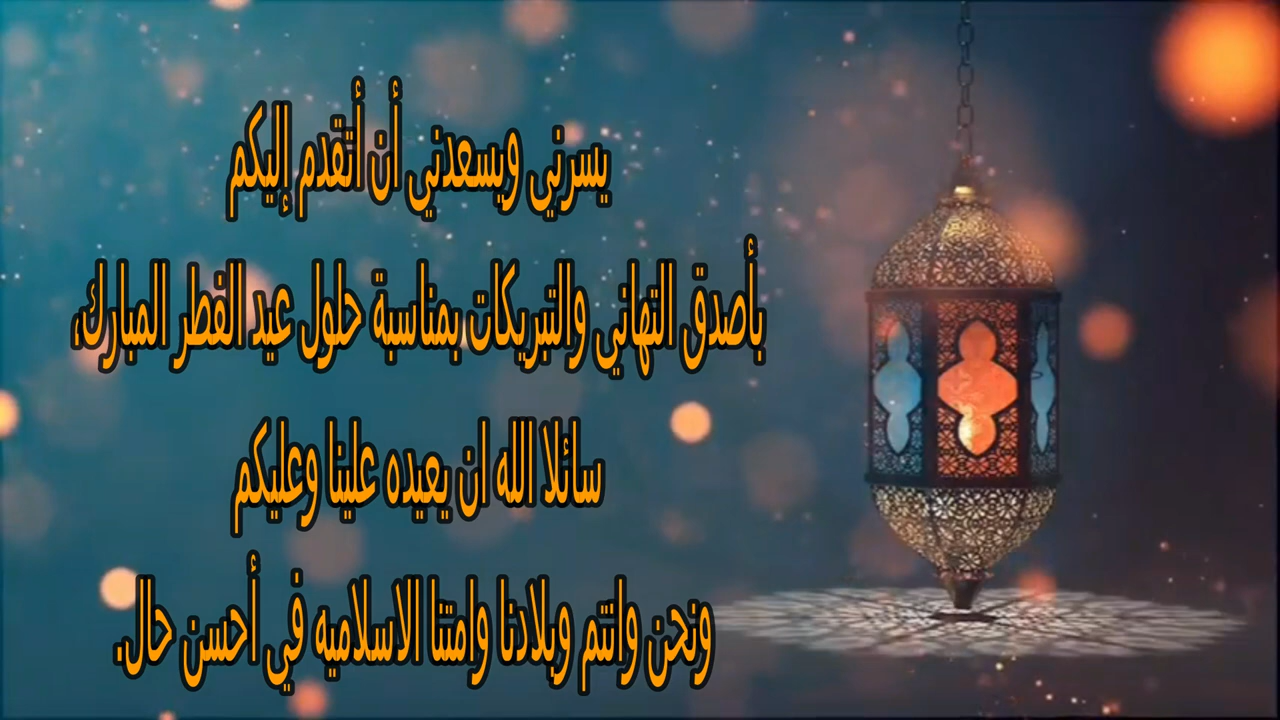 يسرني ويسعدني أن أتقدم إليكم
بأصدق التهاني والتبريكات بمناسبة حلول عيد الفطر المبارك،
سائلا الله ان يعيده علينا وعليكم
ونحن وانتم وبلادنا وامتنا الاسلاميه في أحسن حال.